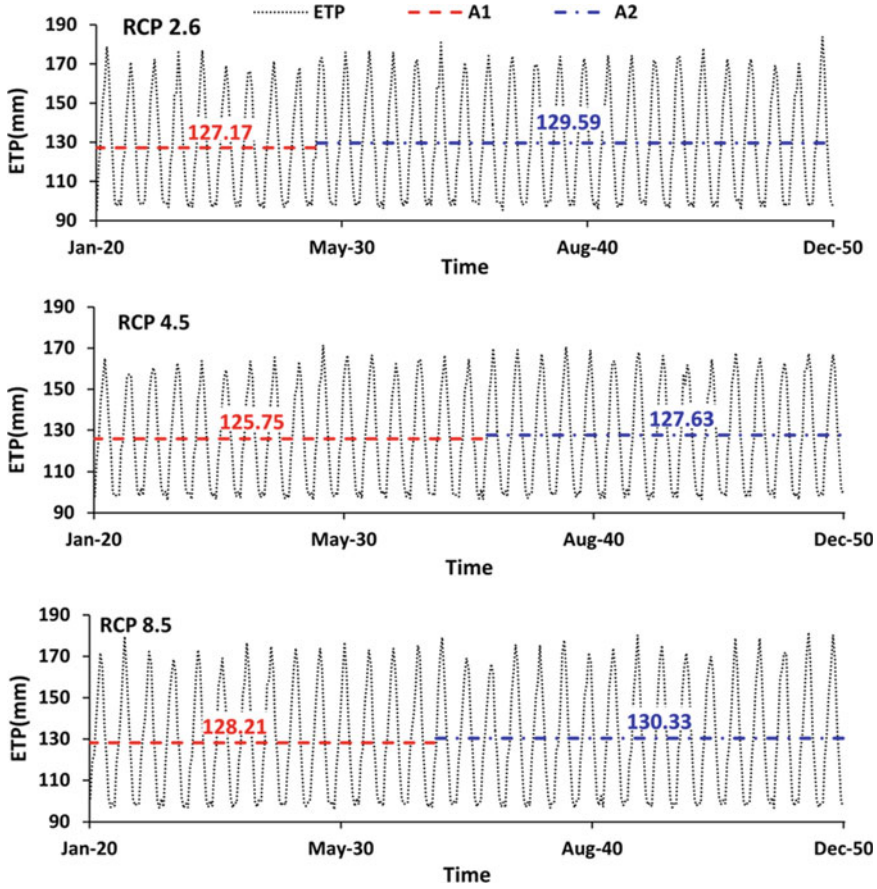 ETP A1 A2
RCP 2.6
ETP(mm)
190
170
150
130
110
90
127.17
129.59
Jan-20 May-30 Aug-40 Dec-50
Time
RCP 4.5
ETP(mm)
190
170
150
130
110
90
125.75
127.63
Jan-20 May-30 Aug-40 Dec-50
Time
RCP 8.5
ETP(mm)
190
170
150
130
110
90
128.21
130.33
Jan-20 May-30 Aug-40 Dec-50
Time